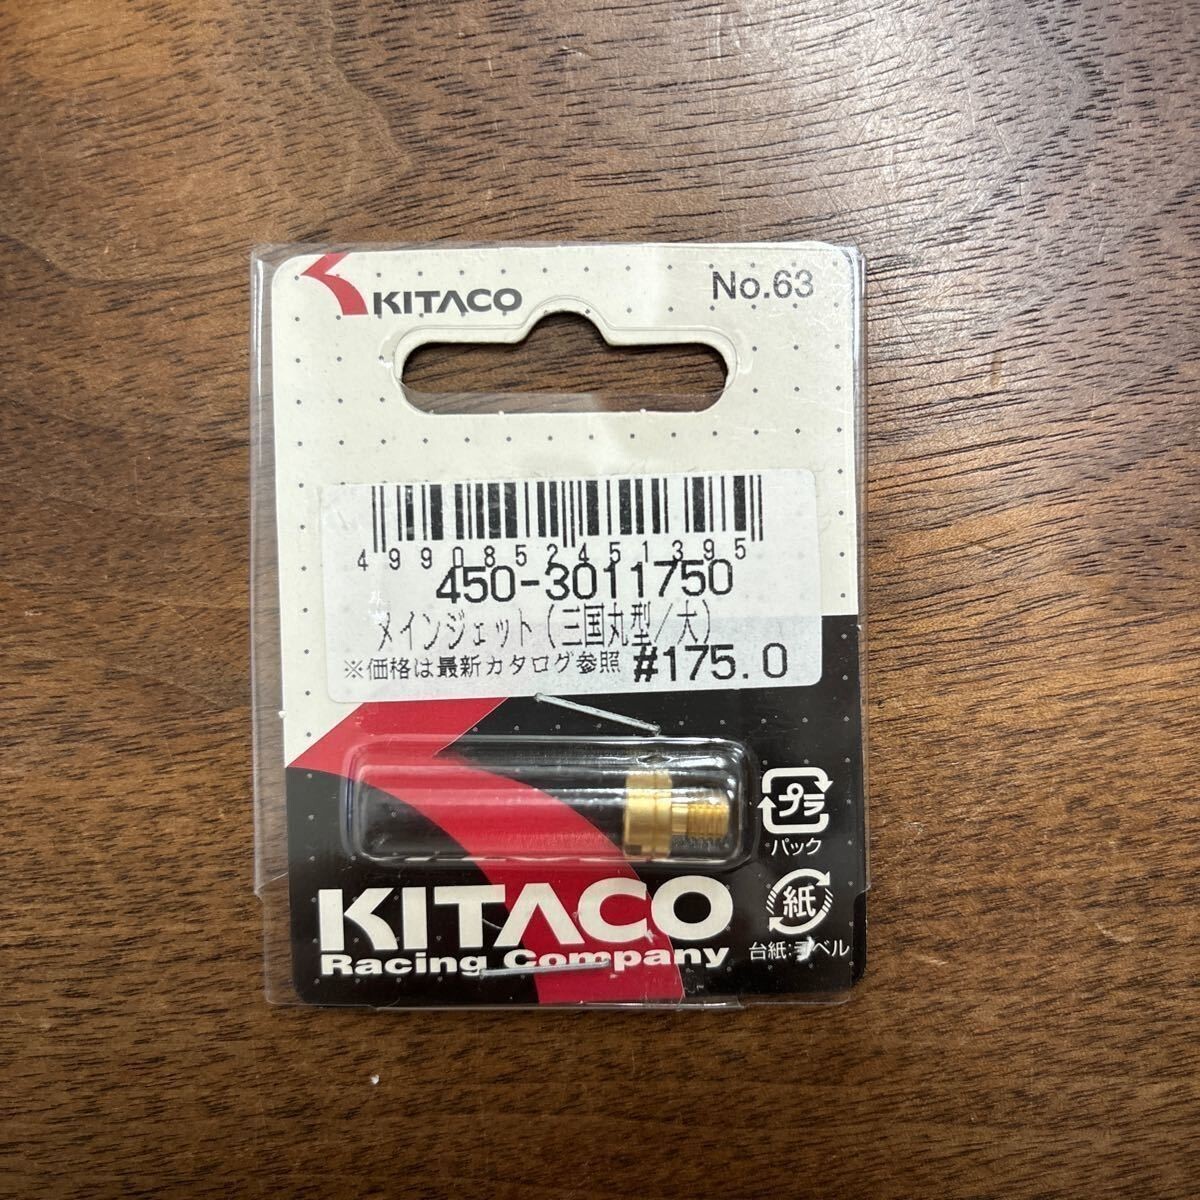 KITACO
No.63
4990852451395
450-3011750
メインジェット(三国丸型/大)
※価格は最新カタログ参照 #175.0
プラ
パック
紙
台紙:ラベル
KITACO
Racing Company